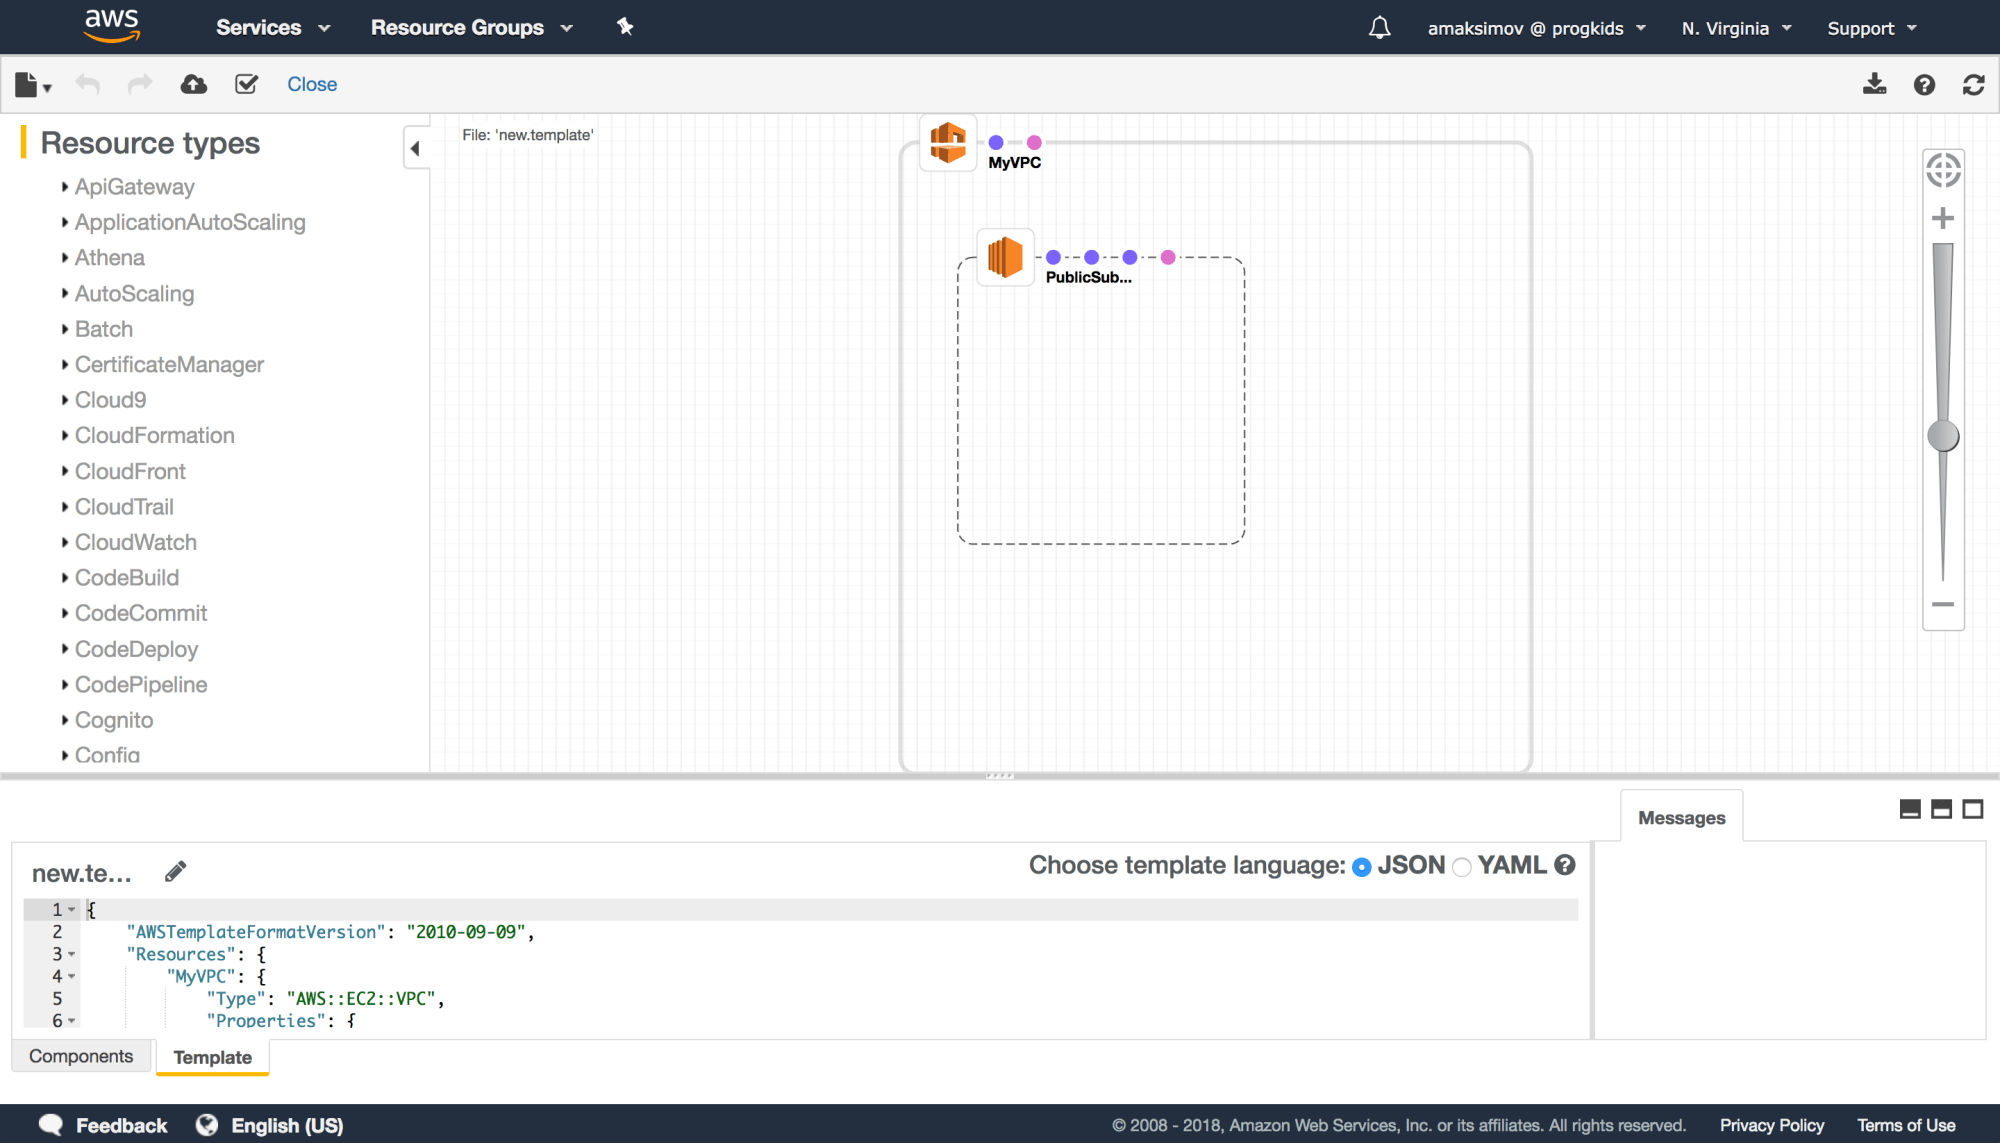 aws
Services
Resource Groups
amaksimov @ progkids
N. Virginia
Support
Close
Resource types
ApiGateway
ApplicationAutoScaling
Athena
AutoScaling
Batch
CertificateManager
Cloud9
CloudFormation
CloudFront
CloudTrail
CloudWatch
CodeBuild
CodeCommit
CodeDeploy
CodePipeline
Cognito
Config
File: 'new.template'
MyVPC
PublicSub...
Messages
new.te...
Choose template language: JSON YAML
1 {
2 "AWSTemplateFormatVersion": "2010-09-09",
3 "Resources": {
4 "MyVPC": {
5 "Type": "AWS::EC2::VPC",
6 "Properties": {
Components
Template
Feedback
English (US)
© 2008 - 2018, Amazon Web Services, Inc. or its affiliates. All rights reserved.
Privacy Policy
Terms of Use